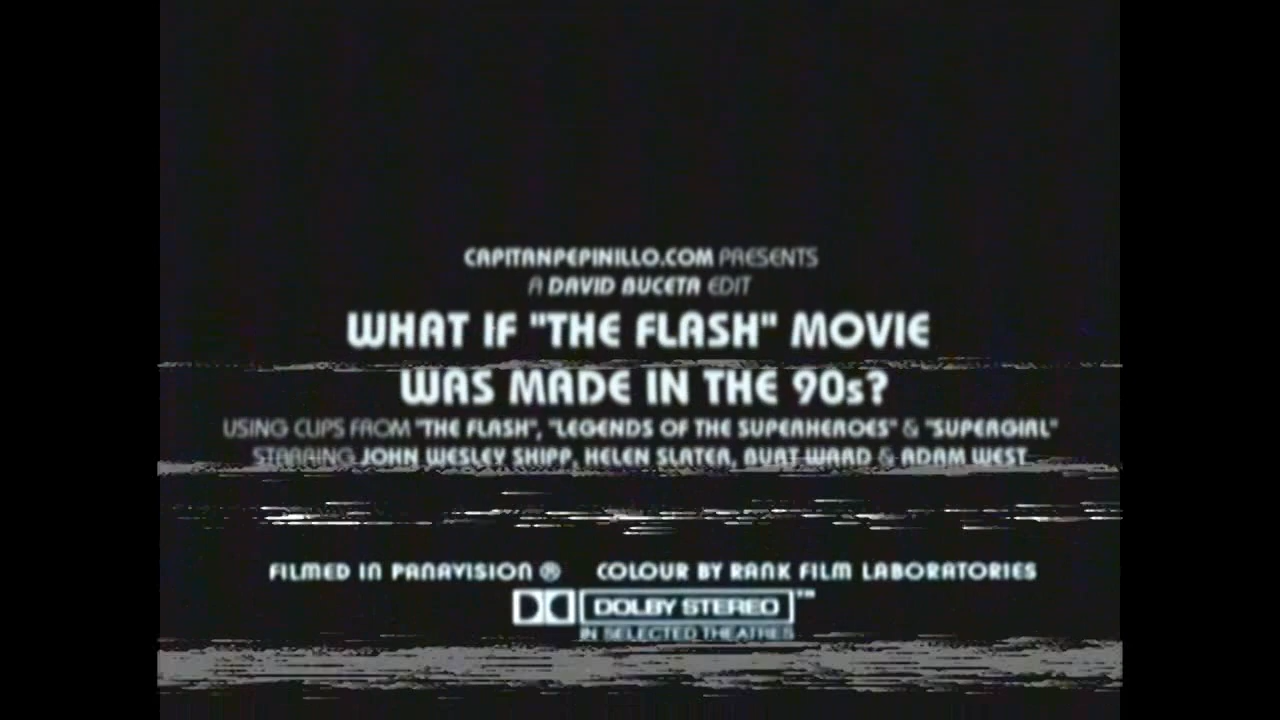 CAPITANPEPINILLO.COM PRESENTS
A DAVID BUCETA EDIT
WHAT IF "THE FLASH" MOVIE
WAS MADE IN THE 90s?
USING CLIPS FROM "THE FLASH", "LEGENDS OF THE SUPERHEROES" & "SUPERGIRL"
STARRING JOHN WESLEY SHIPP, HELEN SLATER, BURT WARD & ADAM WEST
FILMED IN PANAVISION ® COLOUR BY RANK FILM LABORATORIES
DOLBY STEREO ™
IN SELECTED THEATRES